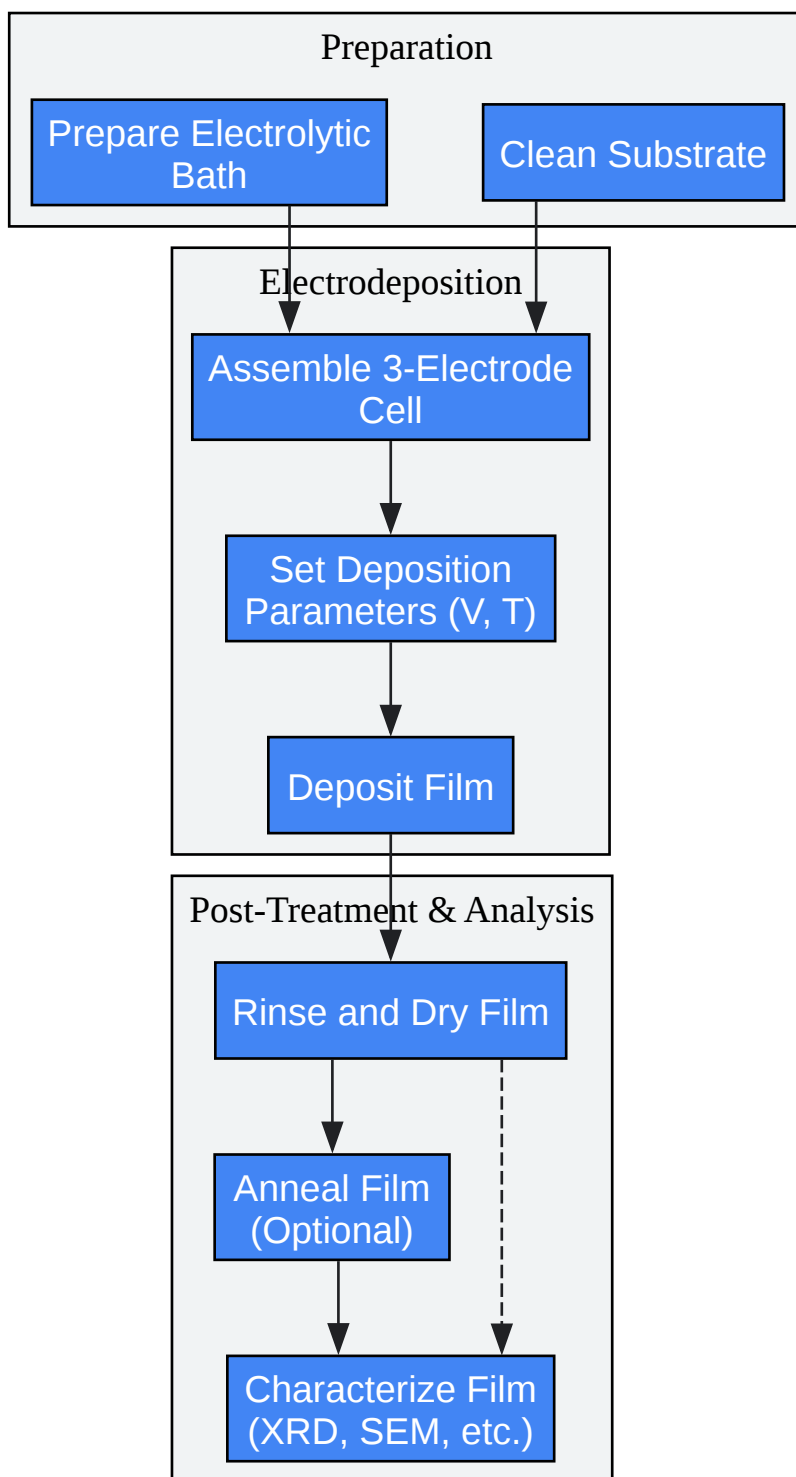 Preparation
Prepare Electrolytic
Bath
Clean Substrate
Electrodeposition
Assemble 3-Electrode
Cell
Set Deposition
Parameters (V, T)
Deposit Film
Post-Treatment & Analysis
Rinse and Dry Film
Anneal Film
(Optional)
Characterize Film
(XRD, SEM, etc.)